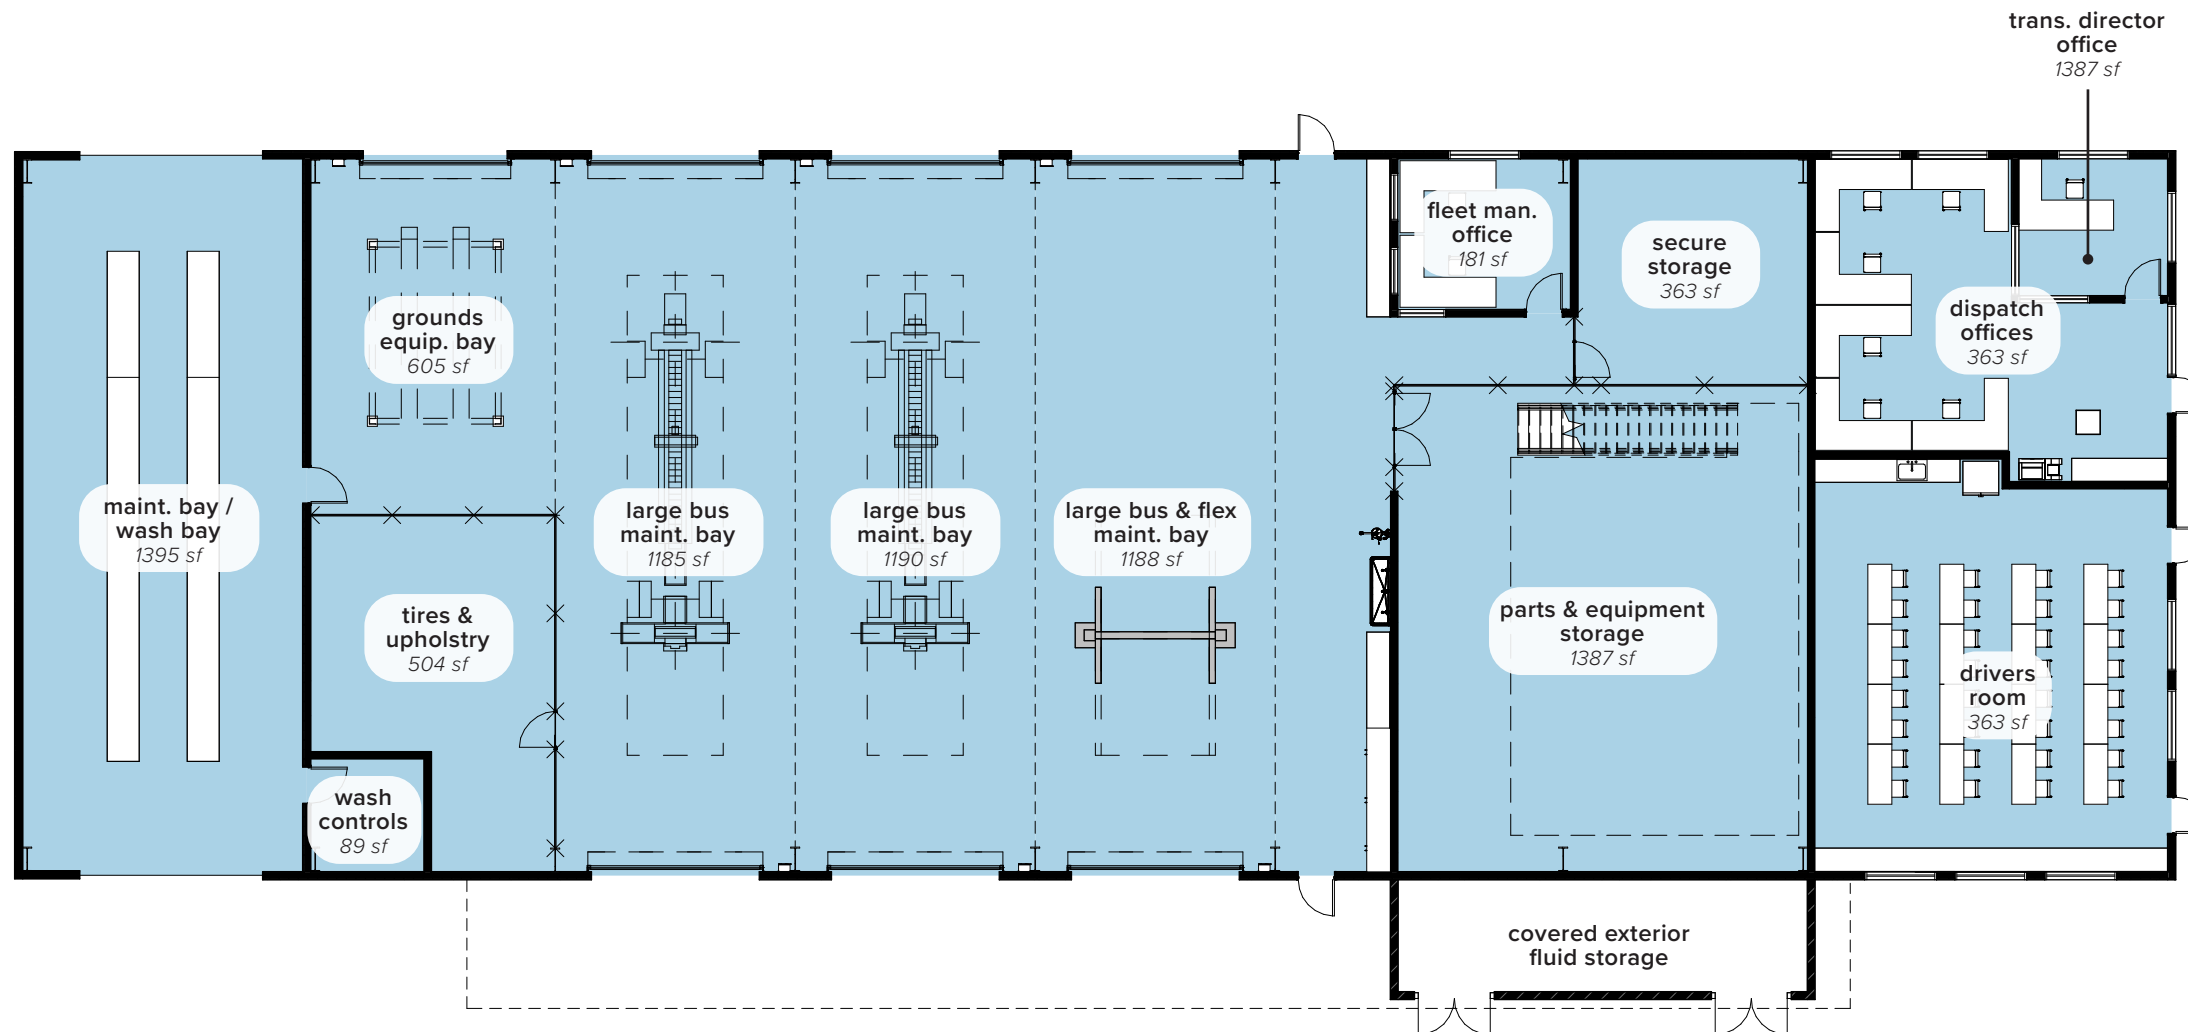 trans. director
office
1387 sf
fleet man.
office
181 sf
secure
storage
363 sf
grounds
equip. bay
605 sf
dispatch
offices
363 sf
maint. bay /
wash bay
1395 sf
large bus
maint. bay
1185 sf
large bus
maint. bay
1190 sf
large bus & flex
maint. bay
1188 sf
tires &
upholstry
504 sf
parts & equipment
storage
1387 sf
drivers
room
363 sf
wash
controls
89 sf
covered exterior
fluid storage